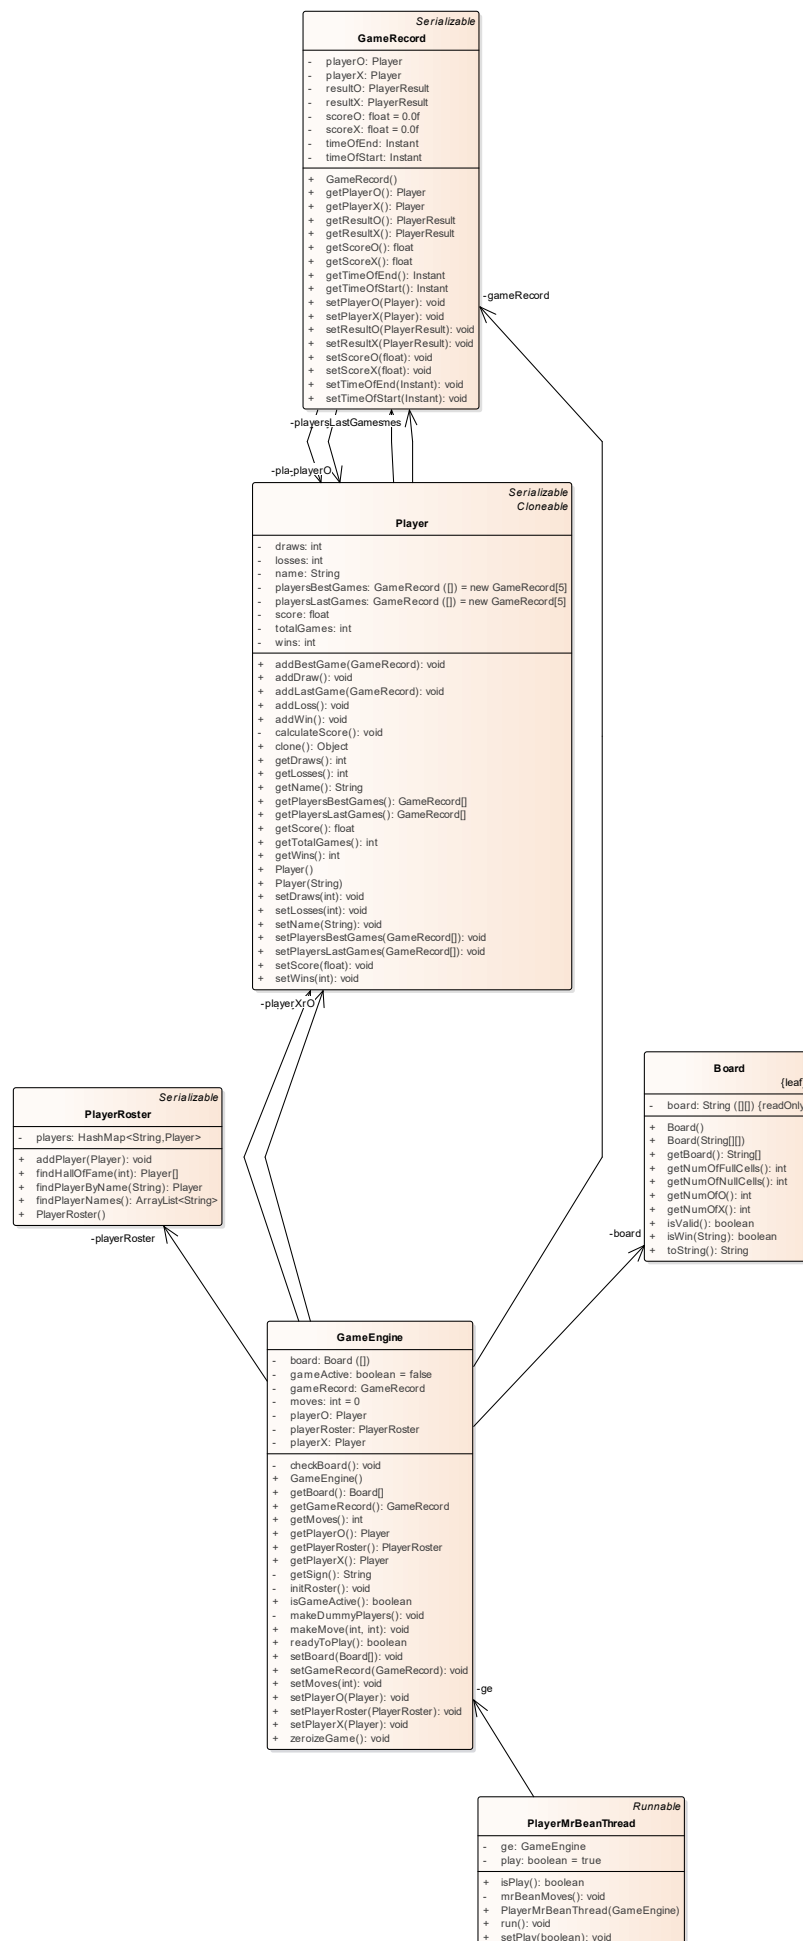 Serializable
GameRecord
- playerO: Player
- playerX: Player
- resultO: PlayerResult
- resultX: PlayerResult
- scoreO: float = 0.0f
- scoreX: float = 0.0f
- timeOfEnd: Instant
- timeOfStart: Instant
+ GameRecord()
+ getPlayerO(): Player
+ getPlayerX(): Player
+ getResultO(): PlayerResult
+ getResultX(): PlayerResult
+ getScoreO(): float
+ getScoreX(): float
+ getTimeOfEnd(): Instant
+ getTimeOfStart(): Instant
+ setPlayerO(Player): void
+ setPlayerX(Player): void
+ setResultO(PlayerResult): void
+ setResultX(PlayerResult): void
+ setScoreO(float): void
+ setScoreX(float): void
+ setTimeOfEnd(Instant): void
+ setTimeOfStart(Instant): void
-gameRecord
-playersLastGames
-playerO
Serializable
Cloneable
Player
- draws: int
- losses: int
- name: String
- playersBestGames: GameRecord ([]) = new GameRecord[5]
- playersLastGames: GameRecord ([]) = new GameRecord[5]
- score: float
- totalGames: int
- wins: int
+ addBestGame(GameRecord): void
+ addDraw(): void
+ addLastGame(GameRecord): void
+ addLoss(): void
+ addWin(): void
- calculateScore(): void
+ clone(): Object
+ getDraws(): int
+ getLosses(): int
+ getName(): String
+ getPlayersBestGames(): GameRecord[]
+ getPlayersLastGames(): GameRecord[]
+ getScore(): float
+ getTotalGames(): int
+ getWins(): int
+ Player()
+ Player(String)
+ setDraws(int): void
+ setLosses(int): void
+ setName(String): void
+ setPlayersBestGames(GameRecord[]): void
+ setPlayersLastGames(GameRecord[]): void
+ setScore(float): void
+ setWins(int): void
-playerX
Serializable
PlayerRoster
- players: HashMap<String,Player>
+ addPlayer(Player): void
+ findHallOfFame(int): Player[]
+ findPlayerByName(String): Player
+ findPlayerNames(): ArrayList<String>
+ PlayerRoster()
-playerRoster
Board
{leaf}
- board: String ([][]) {readOnly
+ Board()
+ Board(String[][])
+ getBoard(): String[]
+ getNumOfFullCells(): int
+ getNumOfNullCells(): int
+ getNumOfO(): int
+ getNumOfX(): int
+ isValid(): boolean
+ isWin(String): boolean
+ toString(): String
-board
GameEngine
- board: Board ([])
- gameActive: boolean = false
- gameRecord: GameRecord
- moves: int = 0
- playerO: Player
- playerRoster: PlayerRoster
- playerX: Player
- checkBoard(): void
+ GameEngine()
+ getBoard(): Board[]
+ getGameRecord(): GameRecord
+ getMoves(): int
+ getPlayerO(): Player
+ getPlayerRoster(): PlayerRoster
+ getPlayerX(): Player
- getSign(): String
- initRoster(): void
+ isGameActive(): boolean
- makeDummyPlayers(): void
+ makeMove(int, int): void
+ readyToPlay(): boolean
+ setBoard(Board[]): void
+ setGameRecord(GameRecord): void
+ setMoves(int): void
+ setPlayerO(Player): void
+ setPlayerRoster(PlayerRoster): void
+ setPlayerX(Player): void
+ zeroizeGame(): void
-ge
Runnable
PlayerMrBeanThread
- ge: GameEngine
- play: boolean = true
+ isPlay(): boolean
- mrBeanMoves(): void
+ PlayerMrBeanThread(GameEngine)
+ run(): void
+ setPlay(boolean): void